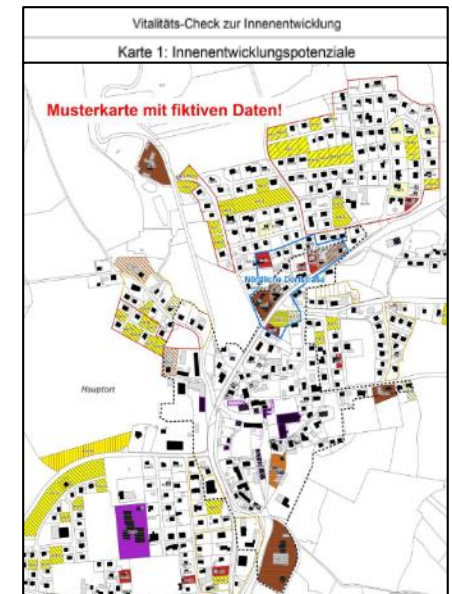 Vitalitäts-Check zur Innenentwicklung
Karte 1: Innenentwicklungspotenziale
Musterkarte mit fiktiven Daten!
Nördliche Dorfstraße
Hauptort